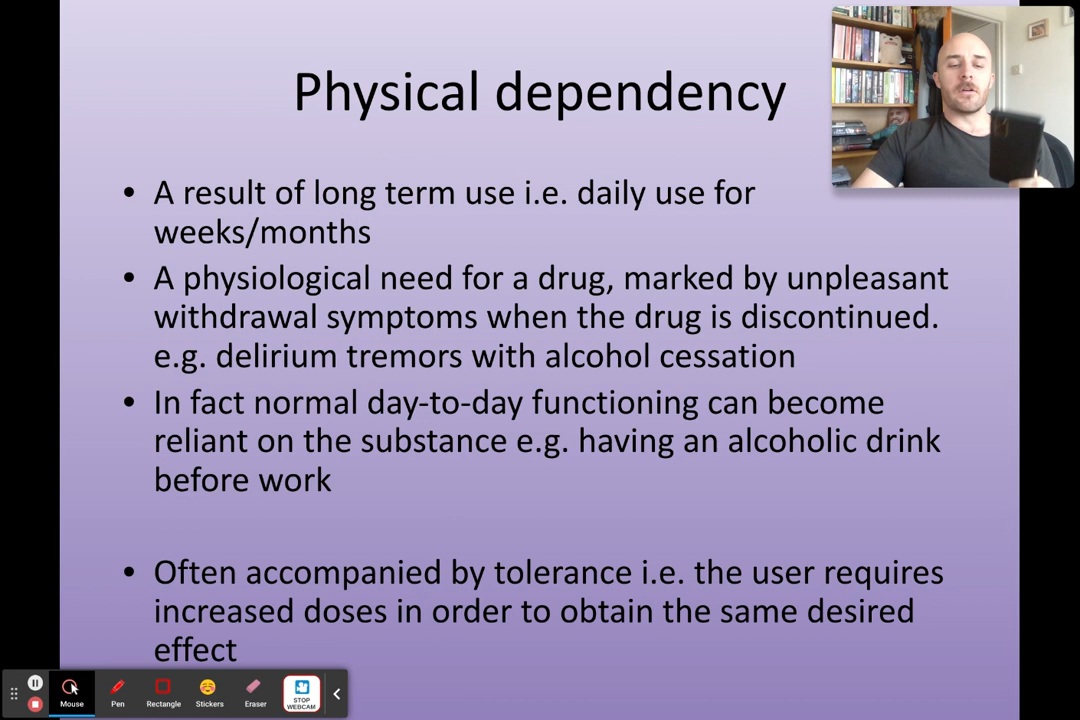 Physical dependency
• A result of long term use i.e. daily use for
weeks/months
• A physiological need for a drug, marked by unpleasant
withdrawal symptoms when the drug is discontinued.
e.g. delirium tremors with alcohol cessation
• In fact normal day-to-day functioning can become
reliant on the substance e.g. having an alcoholic drink
before work
• Often accompanied by tolerance i.e. the user requires
increased doses in order to obtain the same desired
effect
Mouse
Pen
Rectangle
Stickers
Eraser
STOP
WEBCAM